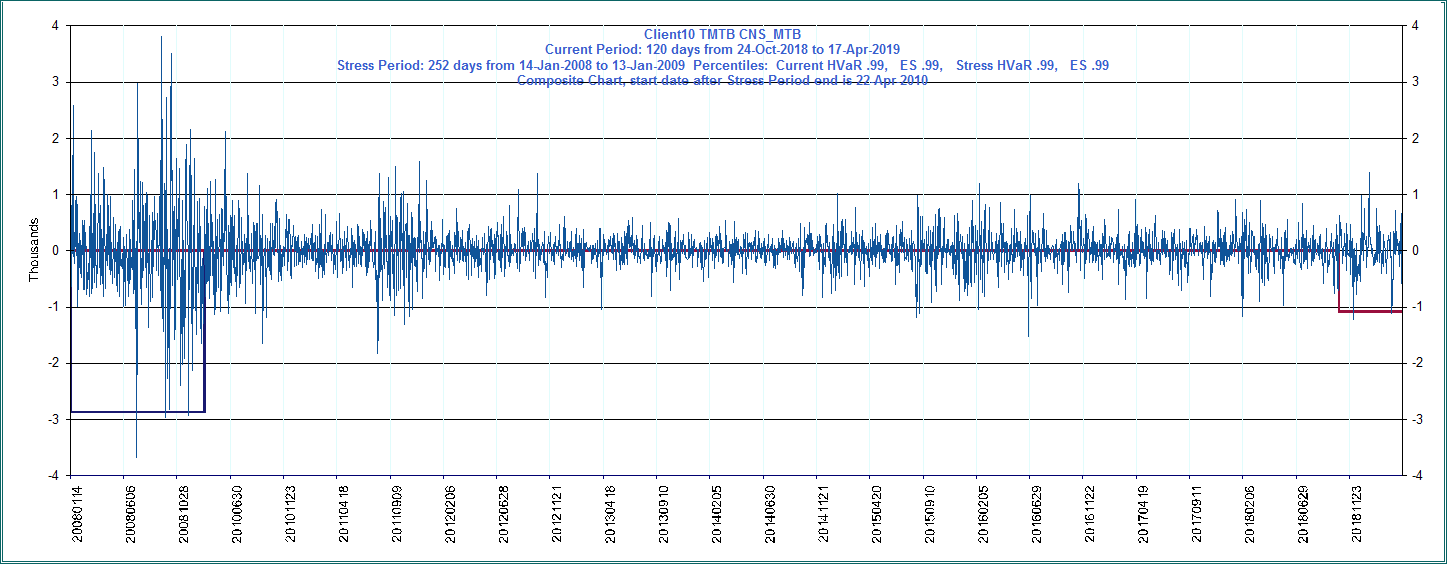 Client10 TMTB CNS_MTB
Current Period: 120 days from 24-Oct-2018 to 17-Apr-2019
Stress Period: 252 days from 14-Jan-2008 to 13-Jan-2009 Percentiles: Current HVaR .99, ES .99, Stress HVaR .99, ES .99
Composite Chart, start date after Stress Period end is 22 Apr 2010
4 4
3 3
2 2
1 1
0 0
-1 -1
-2 -2
-3 -3
-4 -4
Thousands
20080114 20080606 20081028 20100630 20101123 20110418 20110909 20120206 20120628 20121121 20130418 20130910 20140205 20140630 20141121 20150420 20150910 20160205 20160629 20161122 20170419 20170911 20180206 20180629 20181123